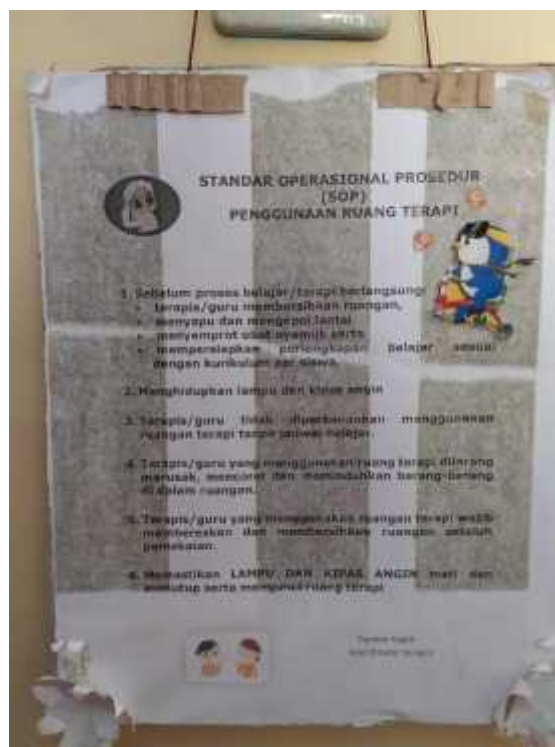 STANDAR OPERASIONAL PROSEDUR
(SOP)
PENGGUNAAN RUANG TERAPI
1. Sebelum proses belajar/terapi berlangsung:
• terapis/guru membersihkan ruangan,
• menyapu dan mengepel lantai
• menyemprot obat nyamuk serta
• mempersiapkan perlengkapan belajar sesuai
dengan kurikulum per siswa.
2. Menghidupkan lampu dan kipas angin
3. Terapis/guru tidak diperkenankan menggunakan
ruangan terapi tanpa jadwal belajar.
4. Terapis/guru yang menggunakan ruang terapi dilarang
merusak, mencoret dan memindahkan barang-barang
di dalam ruangan.
5. Terapis/guru yang menggunakan ruangan terapi wajib
membereskan dan membersihkan ruangan setelah
pemakaian.
6. Memastikan LAMPU DAN KIPAS ANGIN mati dan
menutup serta mengunci ruang terapi